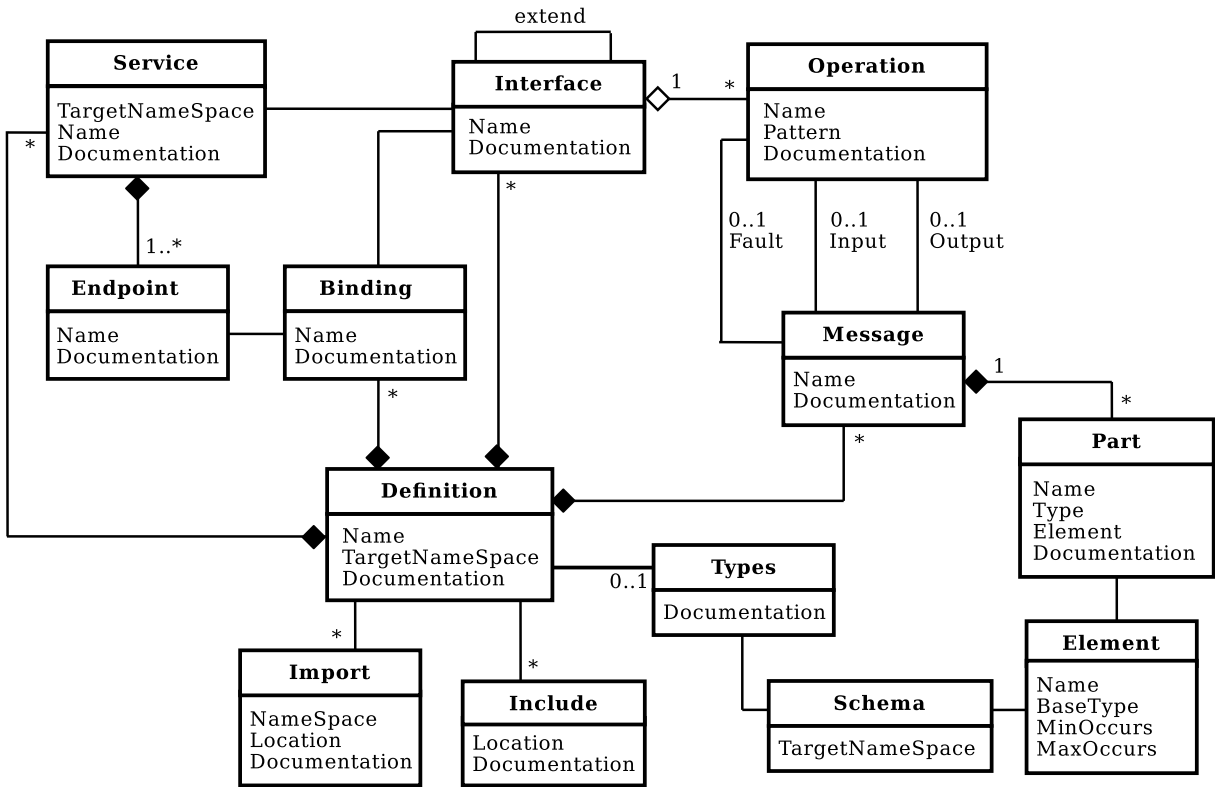 extend
Service
TargetNameSpace
Name
Documentation
Interface
Name
Documentation
1
*
Operation
Name
Pattern
Documentation
*
*
1..*
0..1
Fault
0..1
Input
0..1
Output
Endpoint
Name
Documentation
Binding
Name
Documentation
Message
Name
Documentation
1
*
*
*
Part
Name
Type
Element
Documentation
Definition
Name
TargetNameSpace
Documentation
0..1
Types
Documentation
*
*
Import
NameSpace
Location
Documentation
Include
Location
Documentation
Schema
TargetNameSpace
Element
Name
BaseType
MinOccurs
MaxOccurs